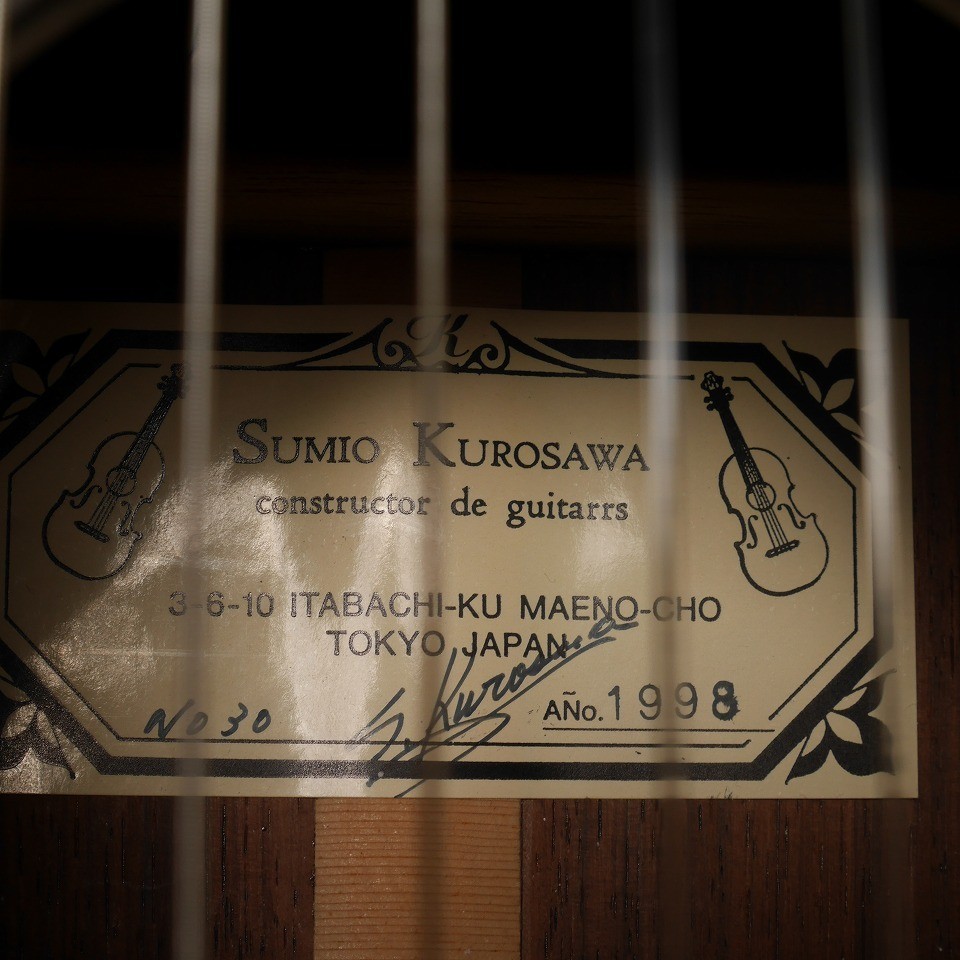 K
SUMIO KUROSAWA
constructor de guitarrs
3-6-10 ITABACHI-KU MAENO-CHO
TOKYO JAPAN
S. Kurosawa
NO 30
AÑo. 1998